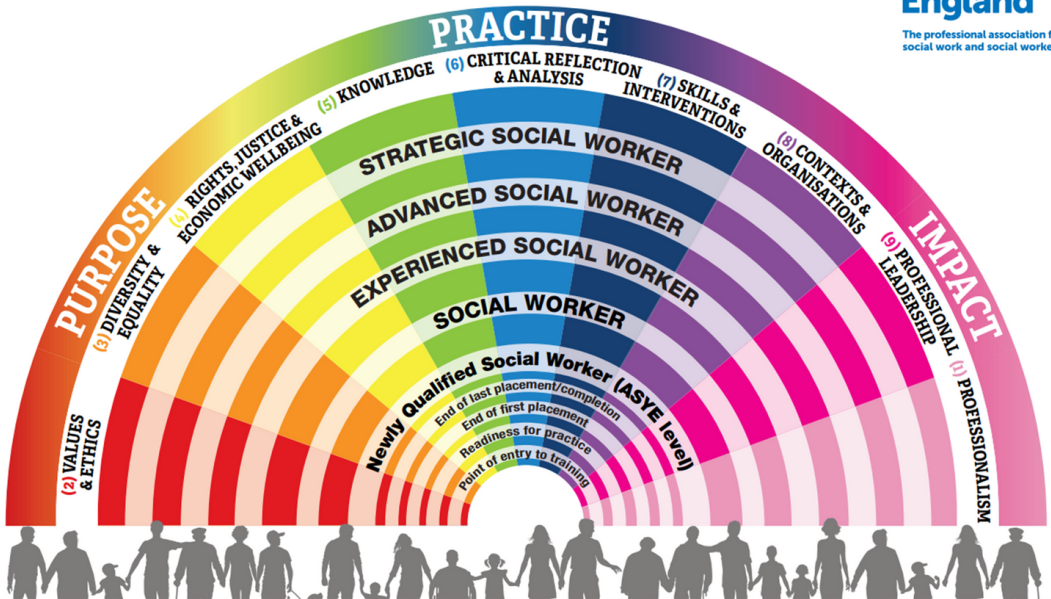 England
The professional association f
social work and social worke
PURPOSE
PRACTICE
IMPACT
(2) VALUES
& ETHICS
(3) DIVERSITY &
EQUALITY
(4) RIGHTS, JUSTICE &
ECONOMIC WELLBEING
(5) KNOWLEDGE
(6) CRITICAL REFLECTION
& ANALYSIS
(7) SKILLS &
INTERVENTIONS
(8) CONTEXTS &
ORGANISATIONS
(9) PROFESSIONAL
LEADERSHIP
(1) PROFESSIONALISM
STRATEGIC SOCIAL WORKER
ADVANCED SOCIAL WORKER
EXPERIENCED SOCIAL WORKER
SOCIAL WORKER
Newly Qualified Social Worker (ASYE level)
End of last placement/completion
End of first placement
Readiness for practice
Point of entry to training